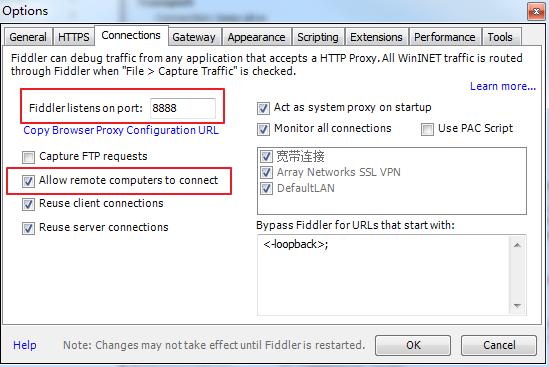 Options
General HTTPS Connections Gateway Appearance Scripting Extensions Performance Tools
Fiddler can debug traffic from any application that accepts a HTTP Proxy. All WinINET traffic is routed
through Fiddler when "File > Capture Traffic" is checked.
Learn more...
Fiddler listens on port: 8888
Copy Browser Proxy Configuration URL
Capture FTP requests
Allow remote computers to connect
Reuse client connections
Reuse server connections
Act as system proxy on startup
Monitor all connections Use PAC Script
宽带连接
Array Networks SSL VPN
DefaultLAN
Bypass Fiddler for URLs that start with:
<-loopback>;
Help Note: Changes may not take effect until Fiddler is restarted. OK Cancel